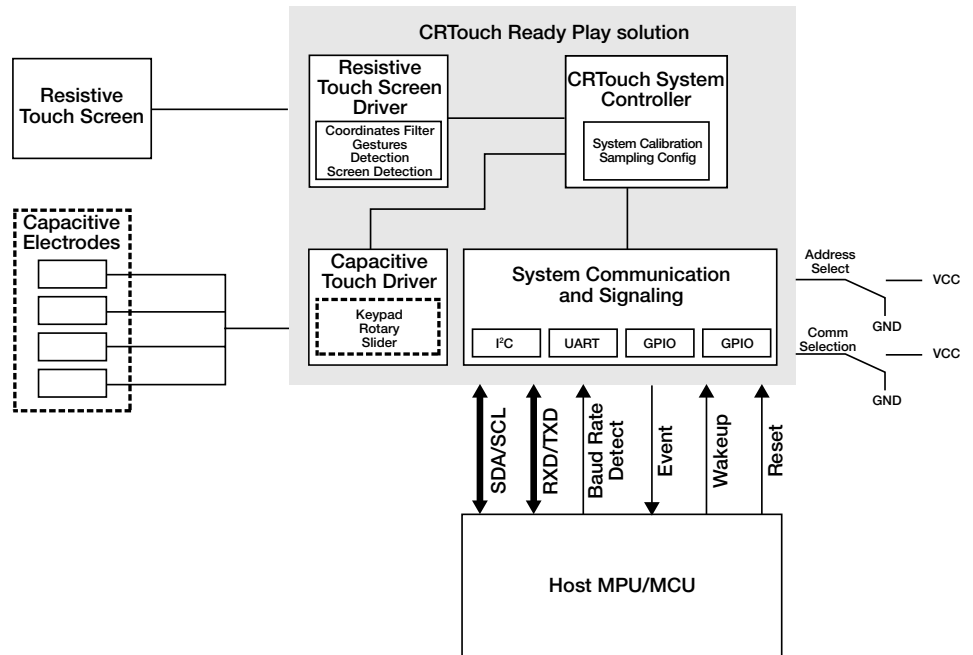 CRTouch Ready Play solution
Resistive
Touch Screen
Resistive
Touch Screen
Driver
Coordinates Filter
Gestures
Detection
Screen Detection
CRTouch System
Controller
System Calibration
Sampling Config
Capacitive
Electrodes
Capacitive
Touch Driver
Keypad
Rotary
Slider
System Communication
and Signaling
I²C
UART
GPIO
GPIO
Address
Select
VCC
GND
Comm
Selection
VCC
GND
SDA/SCL
RXD/TXD
Baud Rate
Detect
Event
Wakeup
Reset
Host MPU/MCU